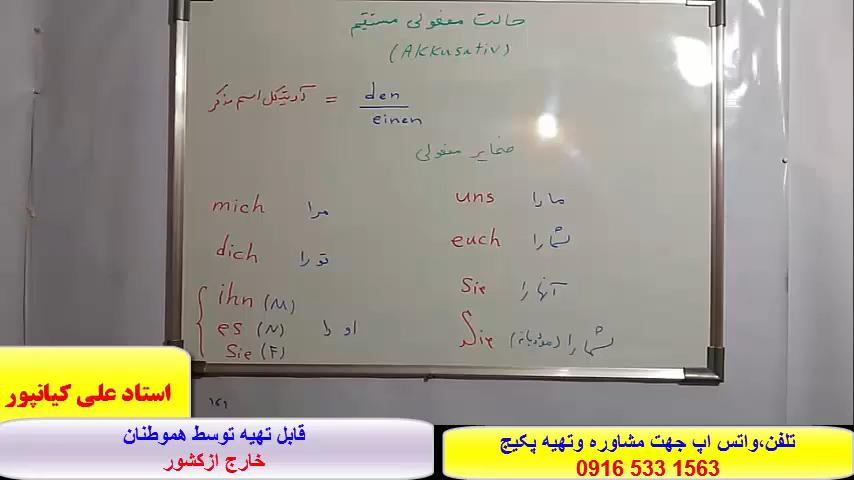 حالت مفعولی مستقیم
(Akkusativ)
آرتیکل اسم مذکر = den
einen
ضمایر مفعولی
mich مرا
uns ما را
dich تو را
euch شما را
ihn (M)
es (N) او را
sie (F)
sie آنها را
Sie شما را (مودبانه)
استاد علی کیانپور
قابل تهیه توسط هموطنان
خارج ازکشور
تلفن،واتس اپ جهت مشاوره وتهیه پکیج
0916 533 1563